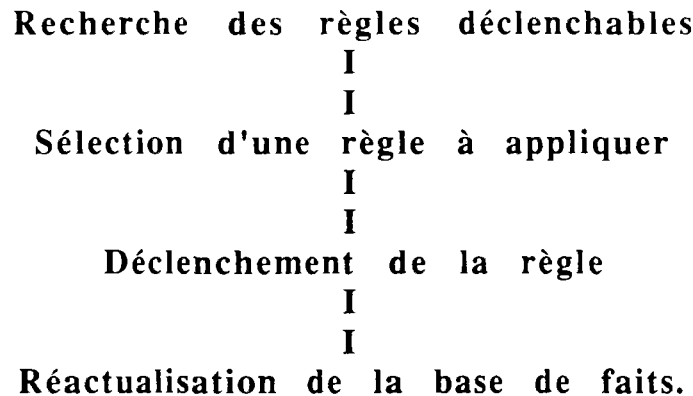 Recherche des règles déclenchables
I
I
Sélection d'une règle à appliquer
I
I
Déclenchement de la règle
I
I
Réactualisation de la base de faits.